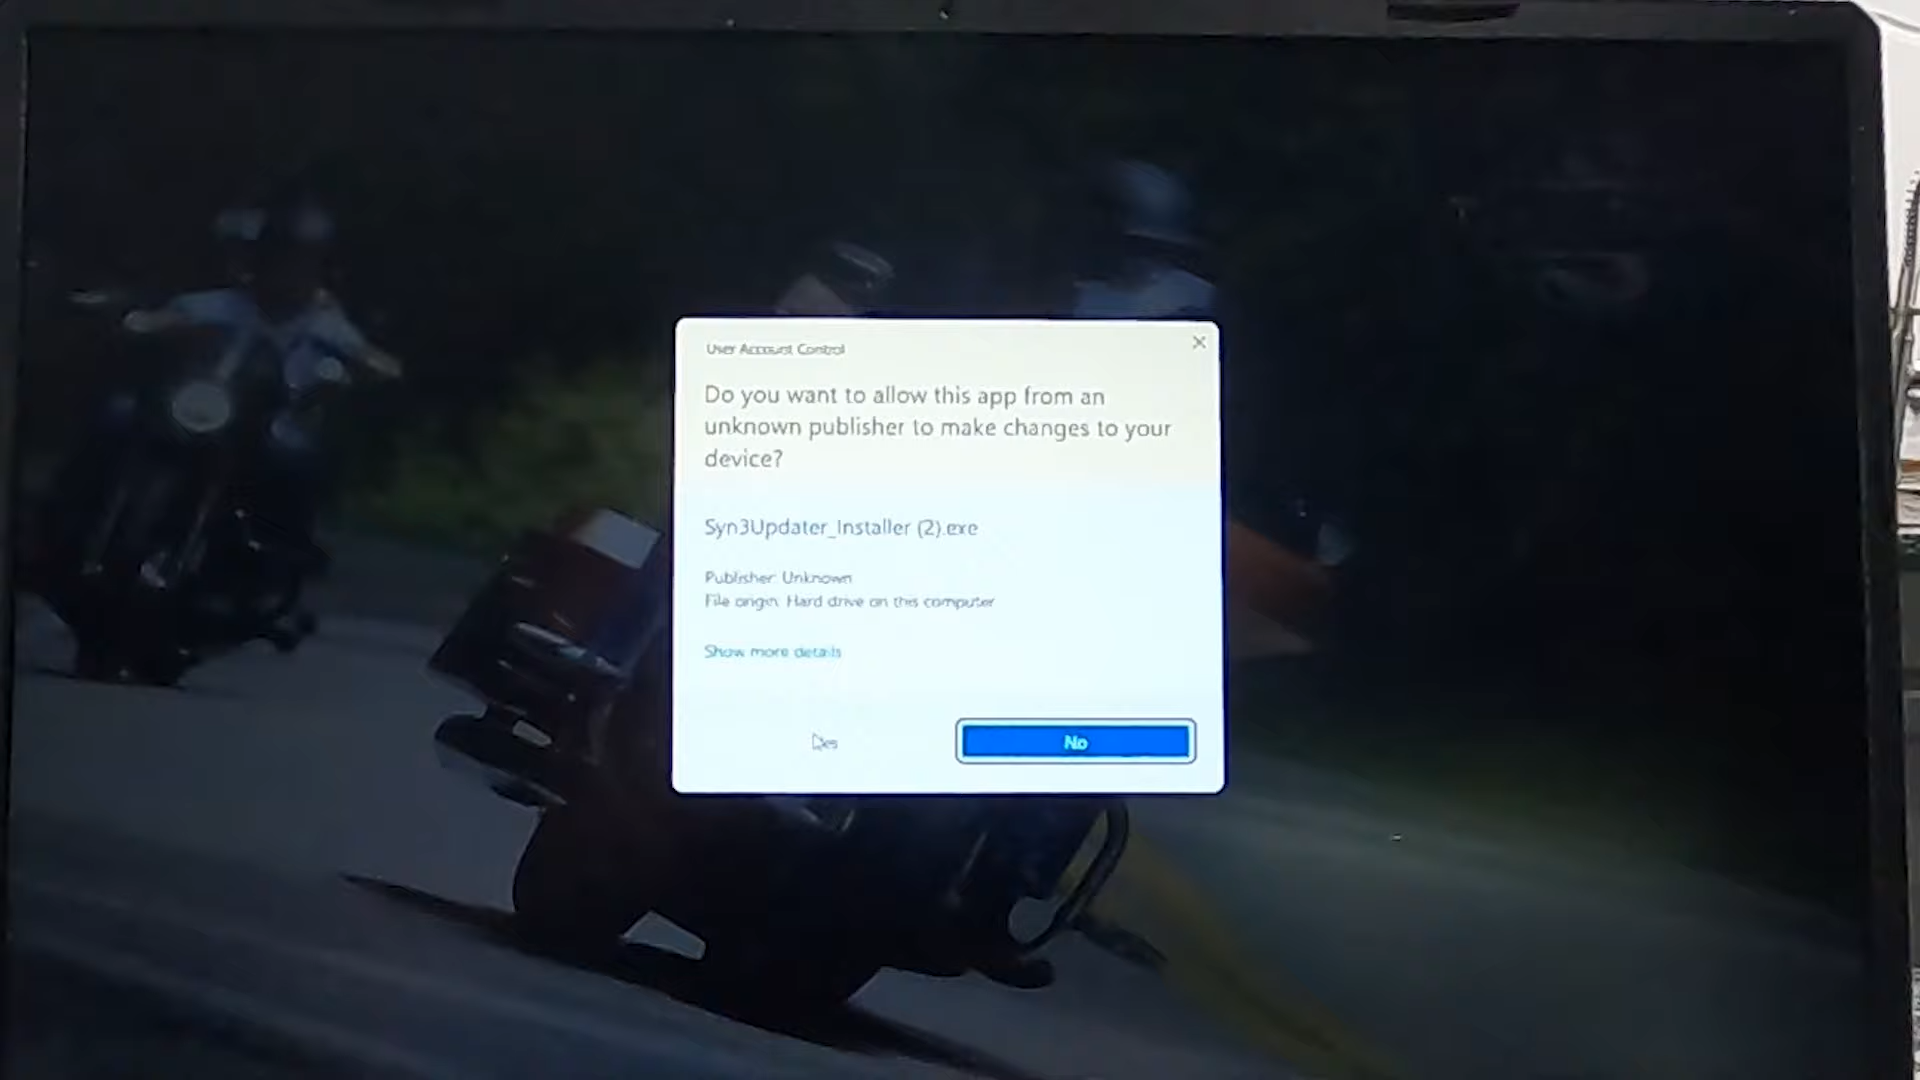 User Account Control
Do you want to allow this app from an
unknown publisher to make changes to your
device?
Syn3Updater_Installer (2).exe
Publisher: Unknown
File origin: Hard drive on this computer
Show more details
Yes
No